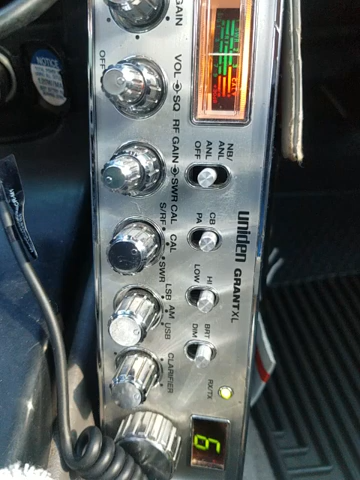 uniden GRANT XL
NB/
ANL
ANL
OFF
CB
PA
HI
LOW
BRT
DIM
RX/TX
GAIN
OFF
VOL SQ
RF GAIN SWR CAL
S/RF CAL SWR
LSB AM USB
CLARIFIER